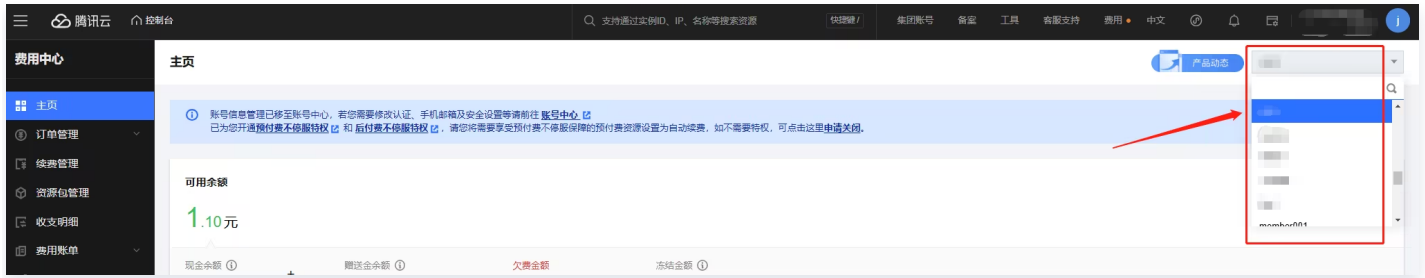 腾讯云 控制台 支持通过实例ID、IP、名称等搜索资源 快捷键/ 集团账号 备案 工具 客服支持 费用 中文 j
费用中心 主页 产品动态
主页
账号信息管理已移至账号中心，若您需要修改认证、手机邮箱及安全设置等请前往 账号中心
已为您开通预付费不停服特权 和 后付费不停服特权，请您将需要享受预付费不停服保障的预付费资源设置为自动续费，如不需要特权，可点击这里申请关闭。
订单管理
续费管理
可用余额
资源包管理
1.10元
收支明细
member001
费用账单
现金余额 赠送金余额 欠费金额 冻结金额